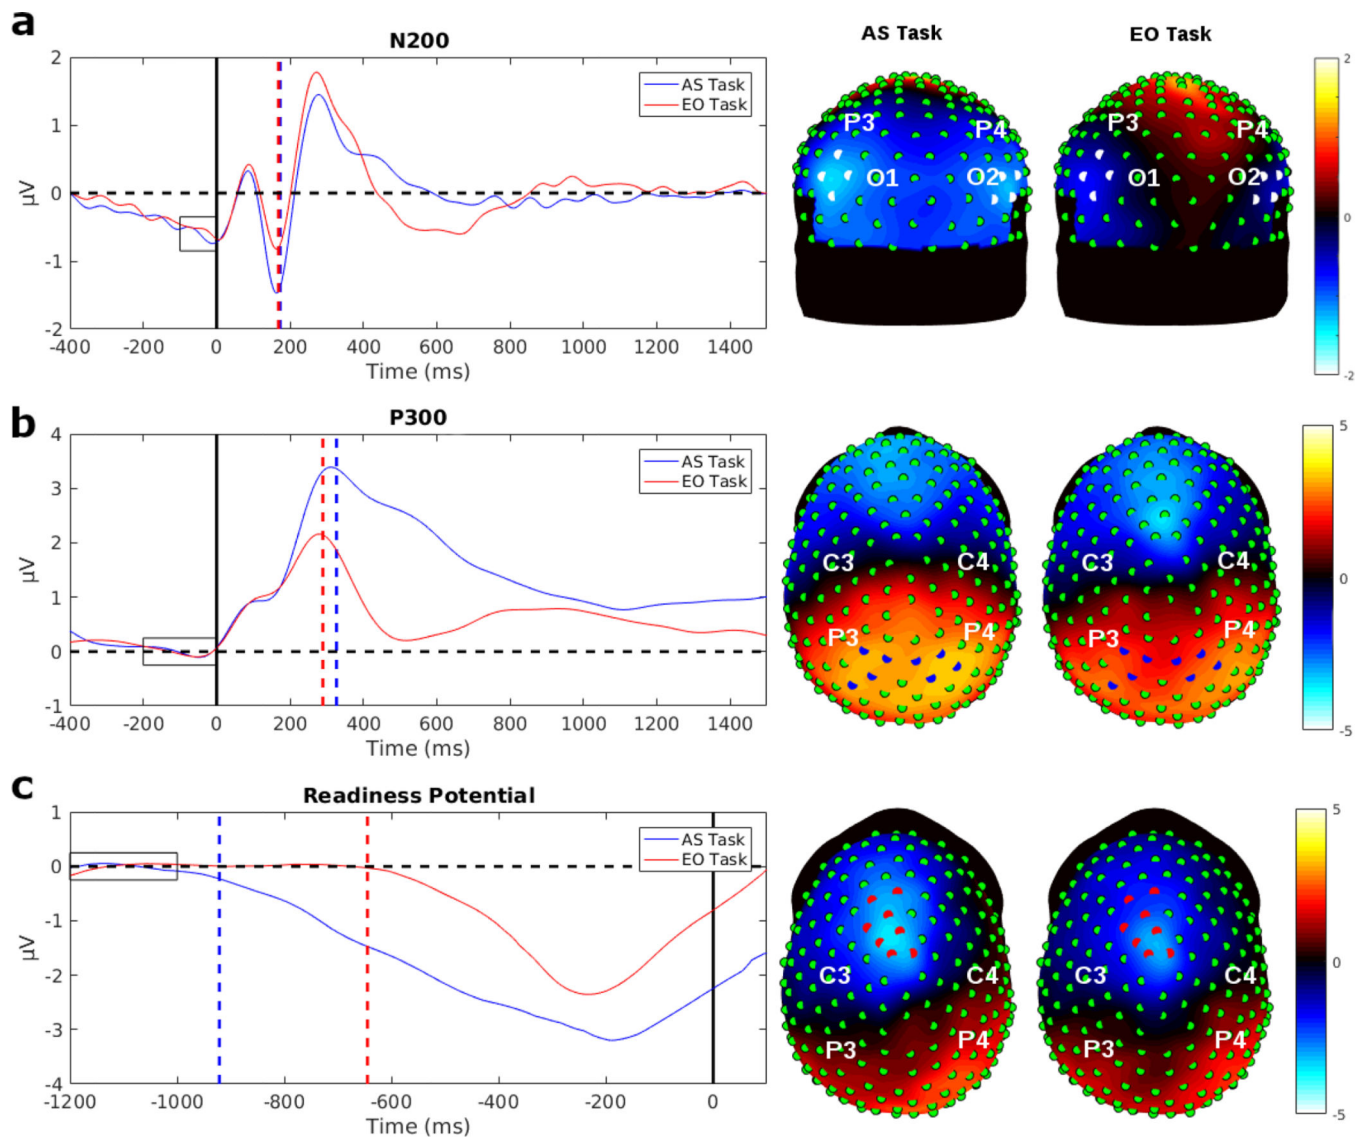 a
N200
AS Task
EO Task
2
1
0
-1
-2
μV
AS Task
EO Task
-400 -200 0 200 400 600 800 1000 1200 1400
Time (ms)
P3 P4
O1 O2
P3 P4
O1 O2
2
0
-2
b
P300
4
3
2
1
0
-1
μV
AS Task
EO Task
-400 -200 0 200 400 600 800 1000 1200 1400
Time (ms)
C3 C4
P3 P4
C3 C4
P3 P4
5
0
-5
c
Readiness Potential
1
0
-1
-2
-3
-4
μV
AS Task
EO Task
-1200 -1000 -800 -600 -400 -200 0
Time (ms)
C3 C4
P3 P4
C3 C4
P3 P4
5
0
-5